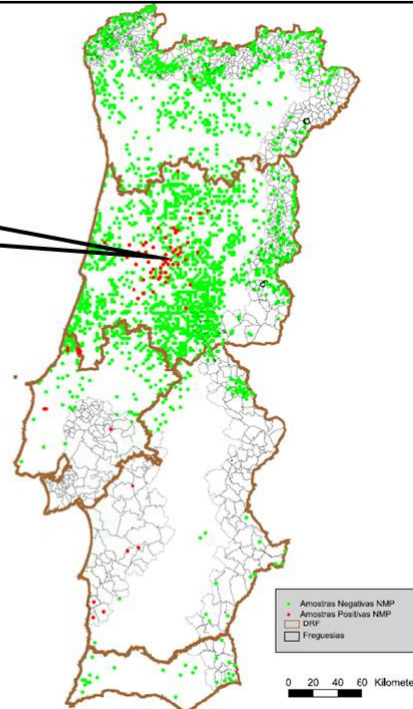 Amostras Negativas NMP
Amostras Positivas NMP
DRF
Freguesias
0 20 40 60 Kilomete